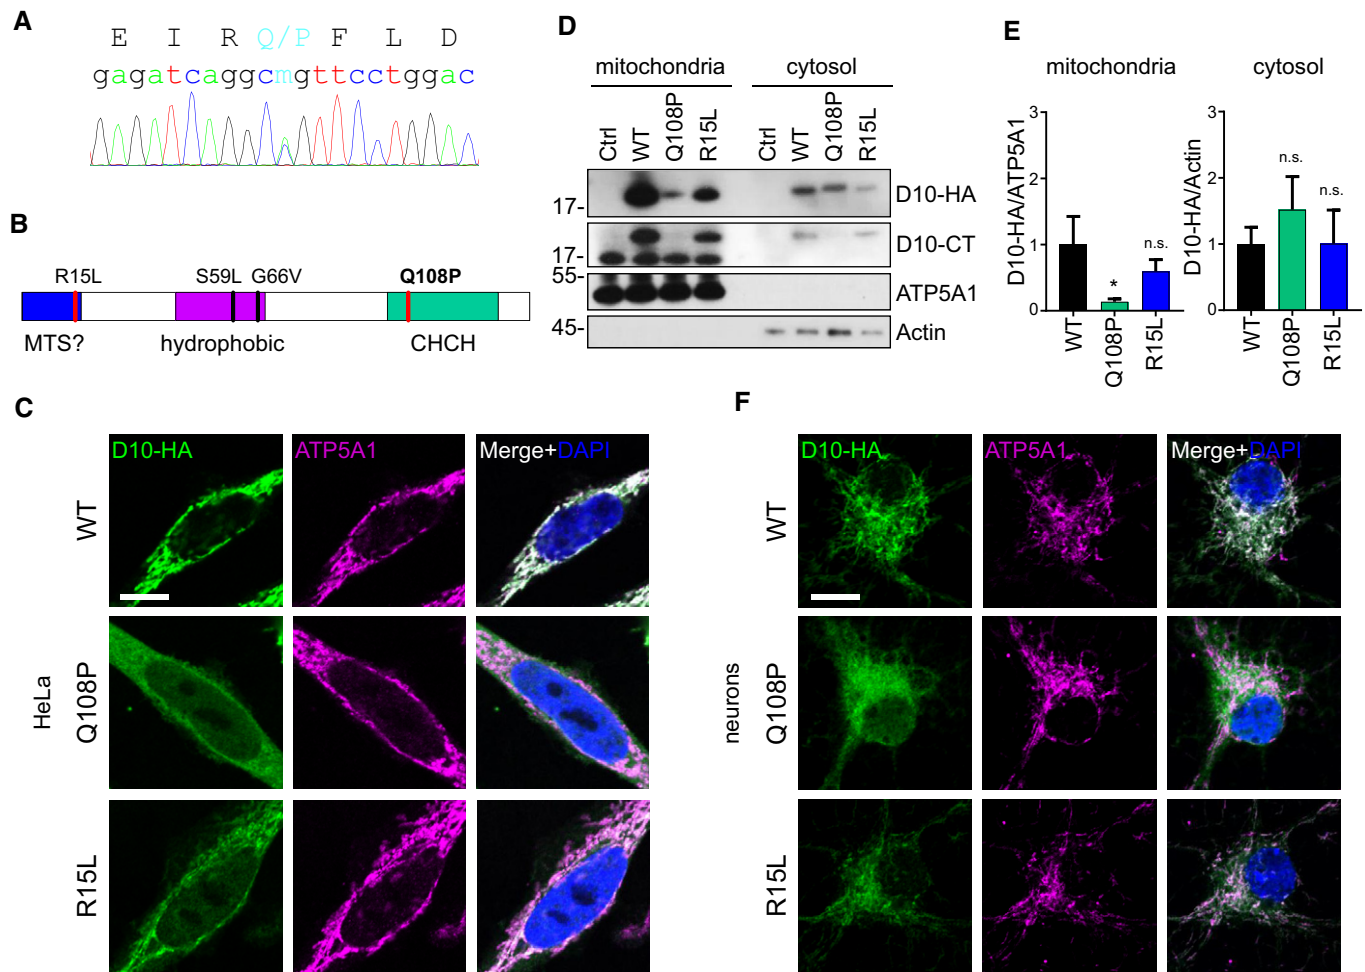 A
E I R Q/P F L D
gagatcaggcmgttcctggac
B
R15L S59L G66V Q108P
MTS? hydrophobic CHCH
C
D10-HA ATP5A1 Merge+DAPI
WT
HeLa
Q108P
R15L
D
mitochondria cytosol
Ctrl WT Q108P R15L Ctrl WT Q108P R15L
17- D10-HA
17- D10-CT
55- ATP5A1
45- Actin
E
mitochondria cytosol
D10-HA/ATP5A1
3
2
1
0
* n.s.
WT Q108P R15L
D10-HA/Actin
3
2
1
0
n.s. n.s.
WT Q108P R15L
F
D10-HA ATP5A1 Merge+DAPI
WT
neurons
Q108P
R15L